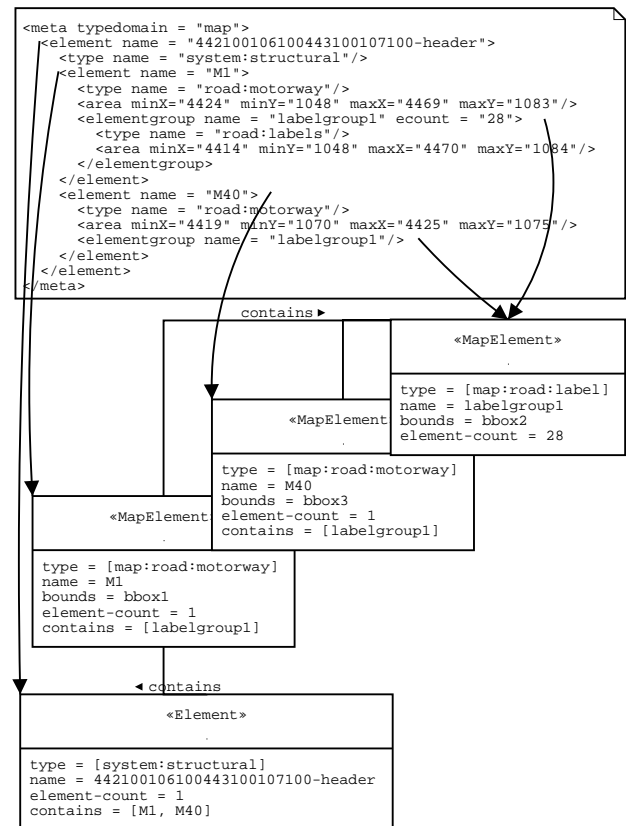 <meta typedomain = "map">
<element name = "442100106100443100107100-header">
<type name = "system:structural"/>
<element name = "M1">
<type name = "road:motorway"/>
<area minX="4424" minY="1048" maxX="4469" maxY="1083"/>
<elementgroup name = "labelgroup1" ecount = "28">
<type name = "road:labels"/>
<area minX="4414" minY="1048" maxX="4470" maxY="1084"/>
</elementgroup>
</element>
<element name = "M40">
<type name = "road:motorway"/>
<area minX="4419" minY="1070" maxX="4425" maxY="1075"/>
<elementgroup name = "labelgroup1"/>
</element>
</element>
</meta>
contains ►
«MapElement»
type = [map:road:label]
name = labelgroup1
bounds = bbox2
element-count = 28
«MapElement
type = [map:road:motorway]
name = M40
bounds = bbox3
element-count = 1
contains = [labelgroup1]
«MapElement
type = [map:road:motorway]
name = M1
bounds = bbox1
element-count = 1
contains = [labelgroup1]
◄ contains
«Element»
type = [system:structural]
name = 442100106100443100107100-header
element-count = 1
contains = [M1, M40]